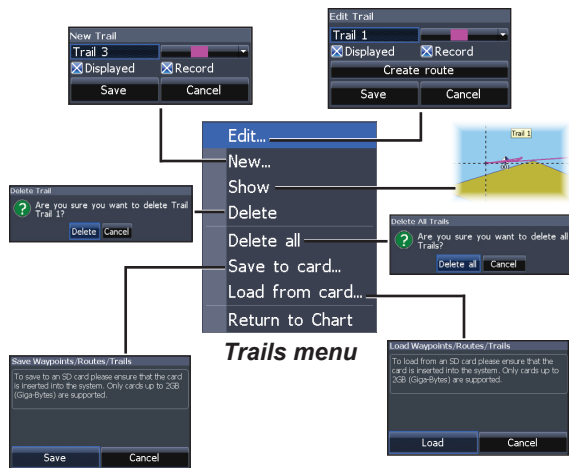 New Trail
Trail 3
Displayed Record
Save Cancel
Edit Trail
Trail 1
Displayed Record
Create route
Save Cancel
Edit...
New...
Show
Delete
Delete all
Save to card...
Load from card...
Return to Chart
Trails menu
Trail 1
001
Delete Trail
Are you sure you want to delete Trail
Trail 1?
Delete Cancel
Delete All Trails
Are you sure you want to delete all
Trails?
Delete all Cancel
Save Waypoints/Routes/Trails
To save to an SD card please ensure that the card
is inserted into the system. Only cards up to 2GB
(Giga-Bytes) are supported.
Save Cancel
Load Waypoints/Routes/Trails
To load from an SD card please ensure that the
card is inserted into the system. Only cards up to
2GB (Giga-Bytes) are supported.
Load Cancel